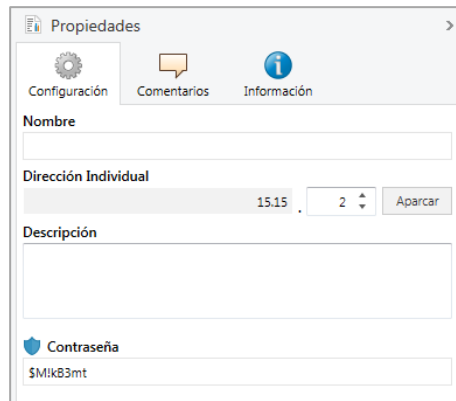 Propiedades
Configuración Comentarios Información
Nombre
Dirección Individual
15.15 . 2 Aparcar
Descripción
Contraseña
$M!kB3mt